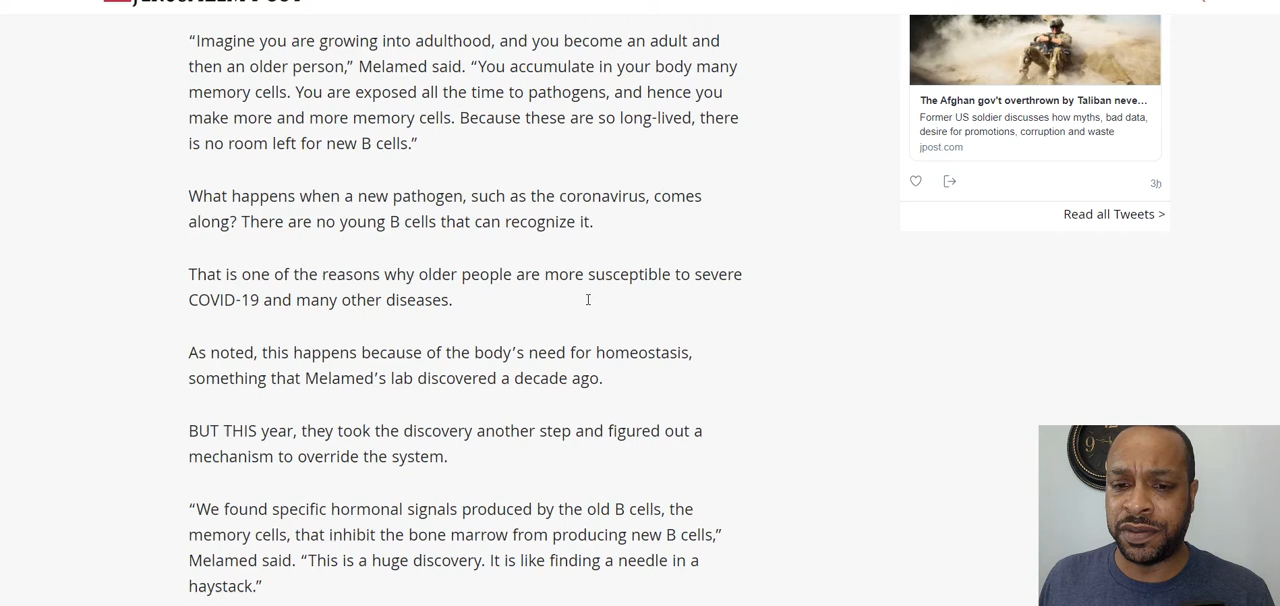 “Imagine you are growing into adulthood, and you become an adult and
then an older person,” Melamed said. “You accumulate in your body many
memory cells. You are exposed all the time to pathogens, and hence you
make more and more memory cells. Because these are so long-lived, there
is no room left for new B cells.”
What happens when a new pathogen, such as the coronavirus, comes
along? There are no young B cells that can recognize it.
That is one of the reasons why older people are more susceptible to severe
COVID-19 and many other diseases.
As noted, this happens because of the body’s need for homeostasis,
something that Melamed’s lab discovered a decade ago.
BUT THIS year, they took the discovery another step and figured out a
mechanism to override the system.
“We found specific hormonal signals produced by the old B cells, the
memory cells, that inhibit the bone marrow from producing new B cells,”
Melamed said. “This is a huge discovery. It is like finding a needle in a
haystack.”
The Afghan gov't overthrown by Taliban neve...
Former US soldier discusses how myths, bad data,
desire for promotions, corruption and waste
jpost.com
3h
Read all Tweets >
9